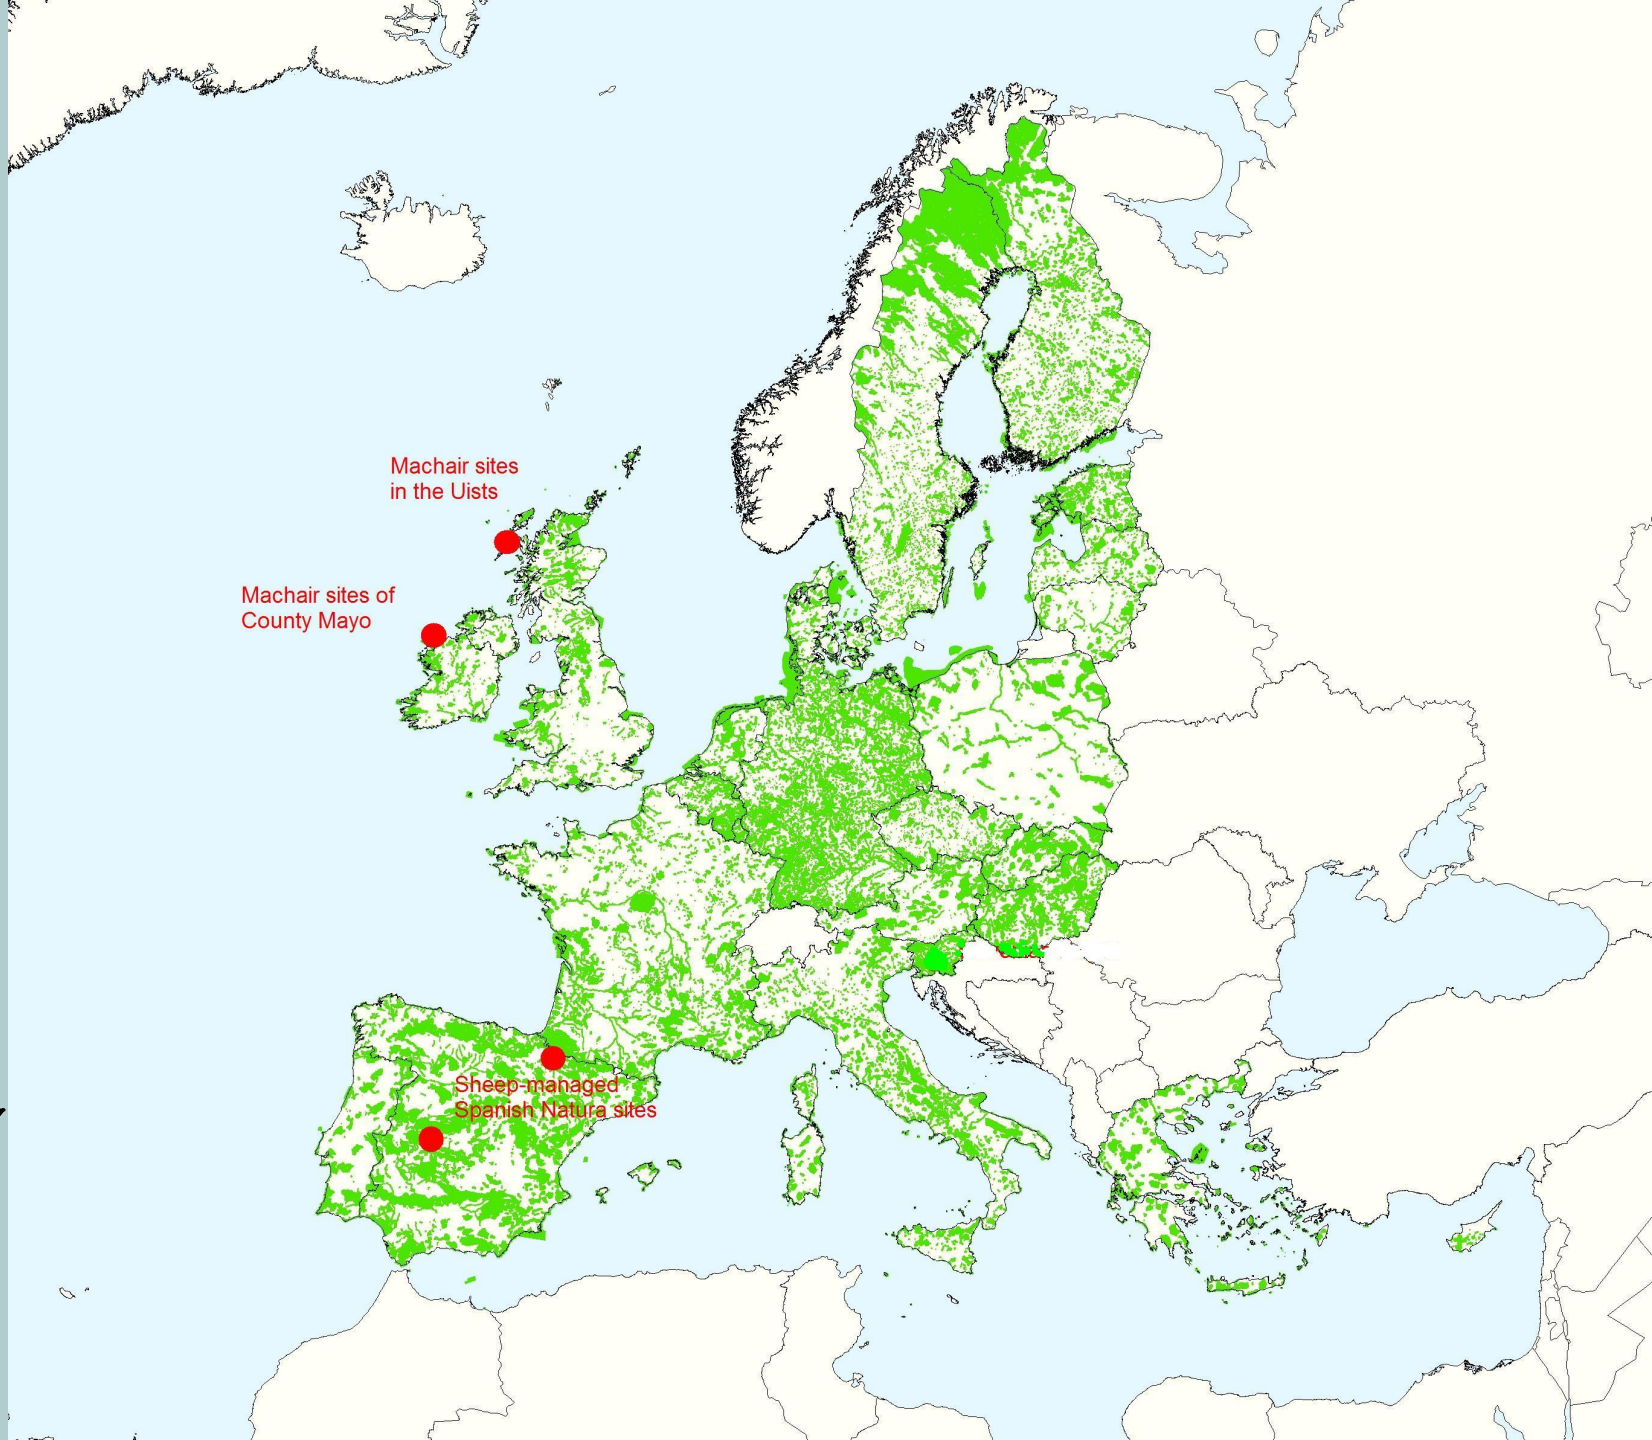 Machair sites
in the Uists
Machair sites of
County Mayo
Sheep-managed
Spanish Natura sites